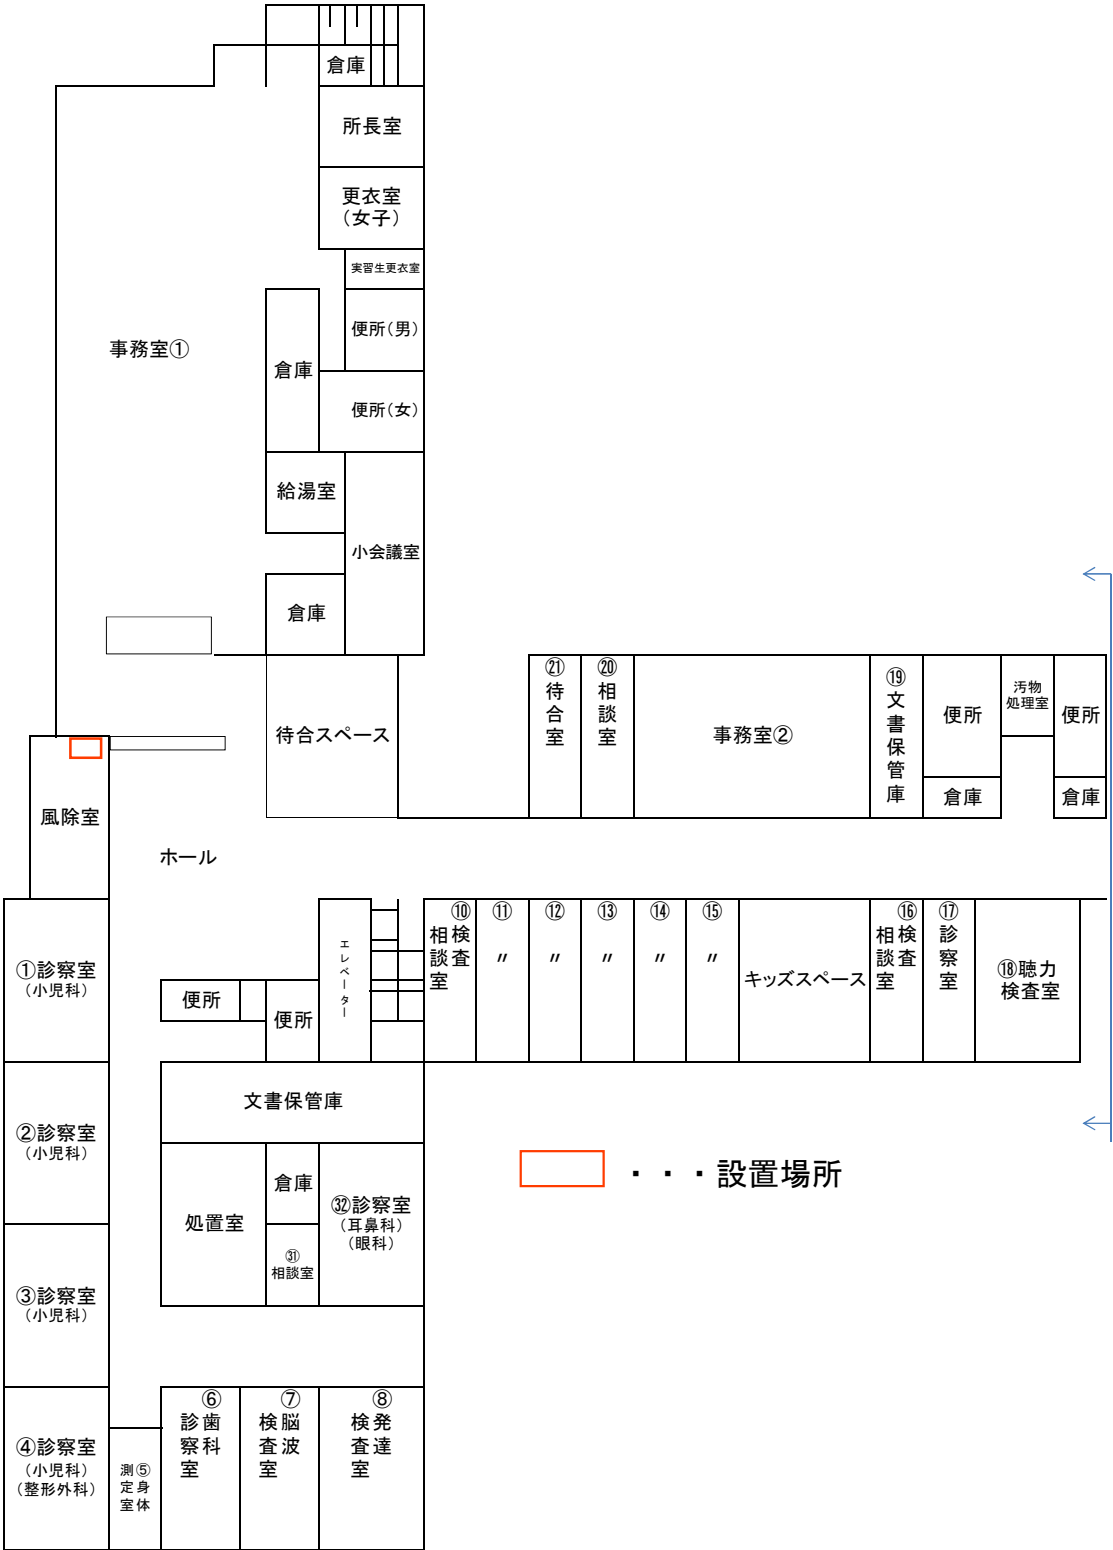 倉庫
所長室
更衣室
（女子）
実習生更衣室
便所（男）
事務室①
倉庫
便所（女）
給湯室
小会議室
倉庫
待合スペース
㉑待合室
⑳相談室
事務室②
⑲文書保管庫
便所
汚物
処理室
便所
倉庫
倉庫
風除室
ホール
エレベーター
⑩検査
相談室
⑪
〃
⑫
〃
⑬
〃
⑭
〃
⑮
〃
キッズスペース
⑯検査
相談室
⑰診察室
⑱聴力
検査室
①診察室
（小児科）
便所
便所
文書保管庫
②診察室
（小児科）
処置室
倉庫
㉛
相談室
㉜診察室
（耳鼻科）
（眼科）
・・・設置場所
③診察室
（小児科）
④診察室
（小児科）
（整形外科）
⑤身体
測定室
⑥歯科
診察室
⑦脳波
検査室
⑧発達
検査室